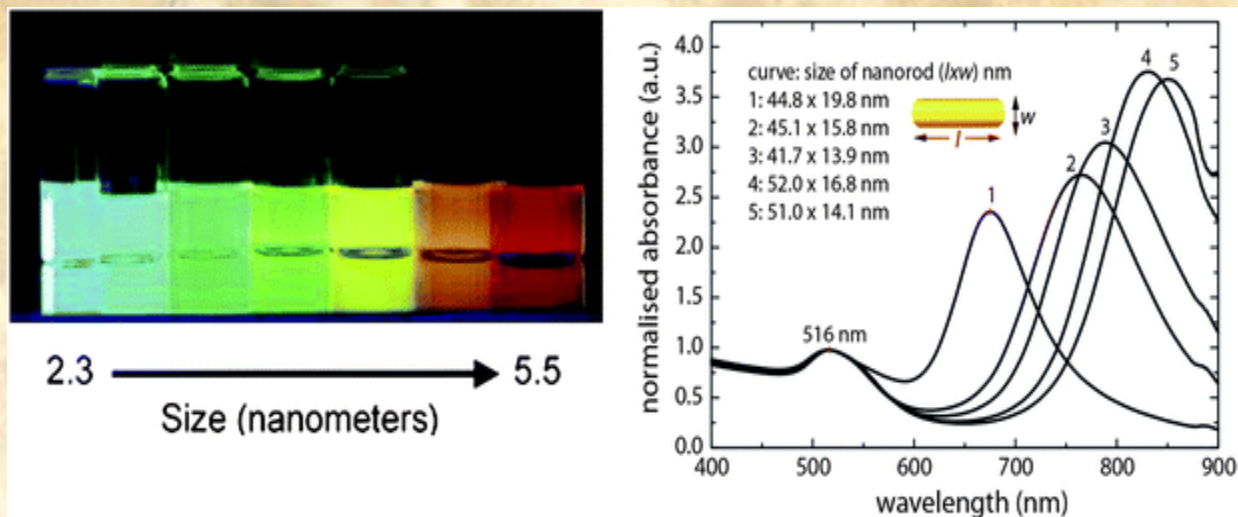 2.3
5.5
Size (nanometers)
normalised absorbance (a.u.)
4.0
3.5
3.0
2.5
2.0
1.5
1.0
0.5
0.0
curve: size of nanorod (lxw) nm
1: 44.8 x 19.8 nm
2: 45.1 x 15.8 nm
3: 41.7 x 13.9 nm
4: 52.0 x 16.8 nm
5: 51.0 x 14.1 nm
w
l
4
5
3
2
1
516 nm
400 500 600 700 800 900
wavelength (nm)